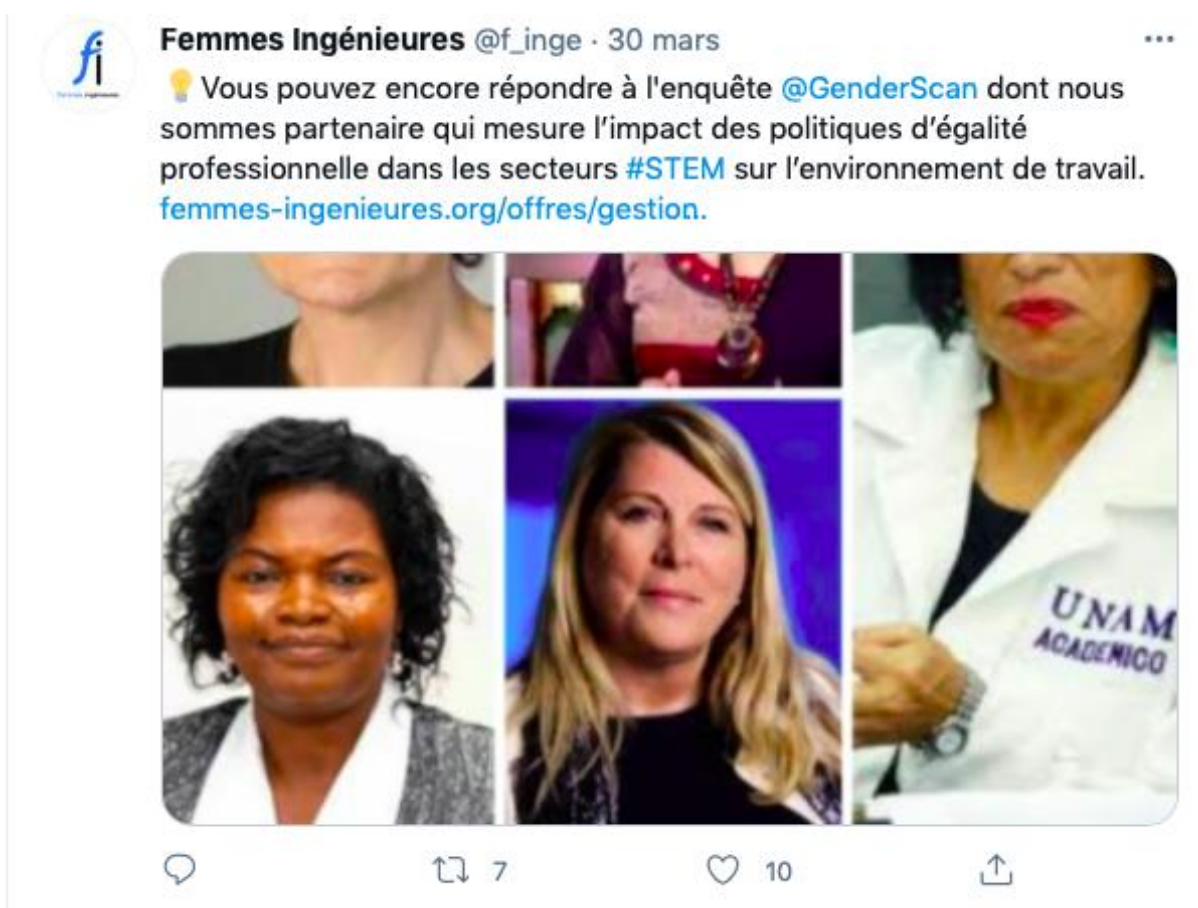 Femmes Ingénieures @f_inge · 30 mars
💡 Vous pouvez encore répondre à l'enquête @GenderScan dont nous
sommes partenaire qui mesure l’impact des politiques d’égalité
professionnelle dans les secteurs #STEM sur l’environnement de travail.
femmes-ingenieures.org/offres/gestion.
fi
UNAM
ACADEMICO
7
10